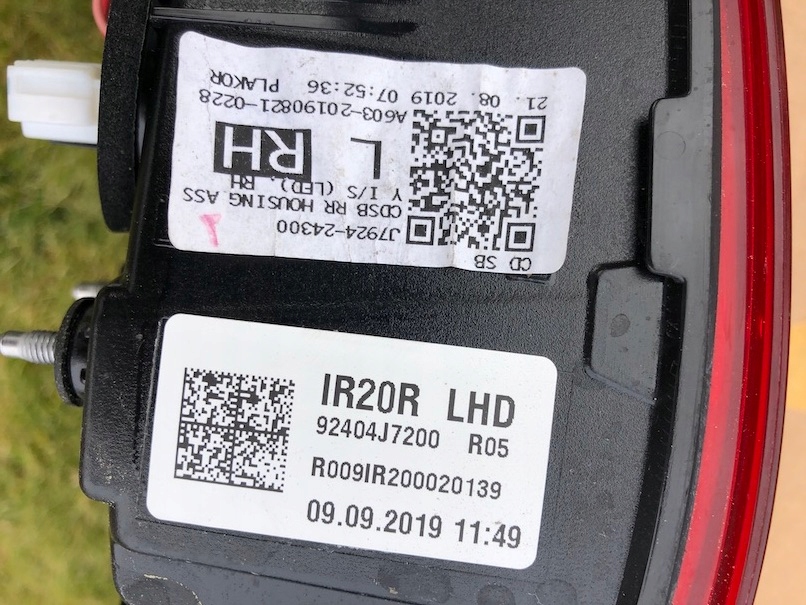 CD SB
J7924-24300
CDSB RR HOUSING ASS
Y I/S (LED), RH
L RH
A603-20190821-0228
21. 08. 2019 07:52:36 PLAKOR
IR20R LHD
92404J7200 R05
R009IR200020139
09.09.2019 11:49